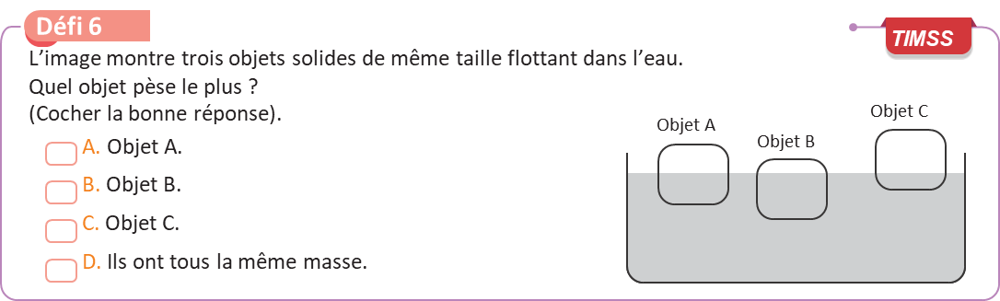 Défi 6
TIMSS
L’image montre trois objets solides de même taille flottant dans l’eau.
Quel objet pèse le plus ?
(Cocher la bonne réponse).
A. Objet A.
B. Objet B.
C. Objet C.
D. Ils ont tous la même masse.
Objet A
Objet B
Objet C